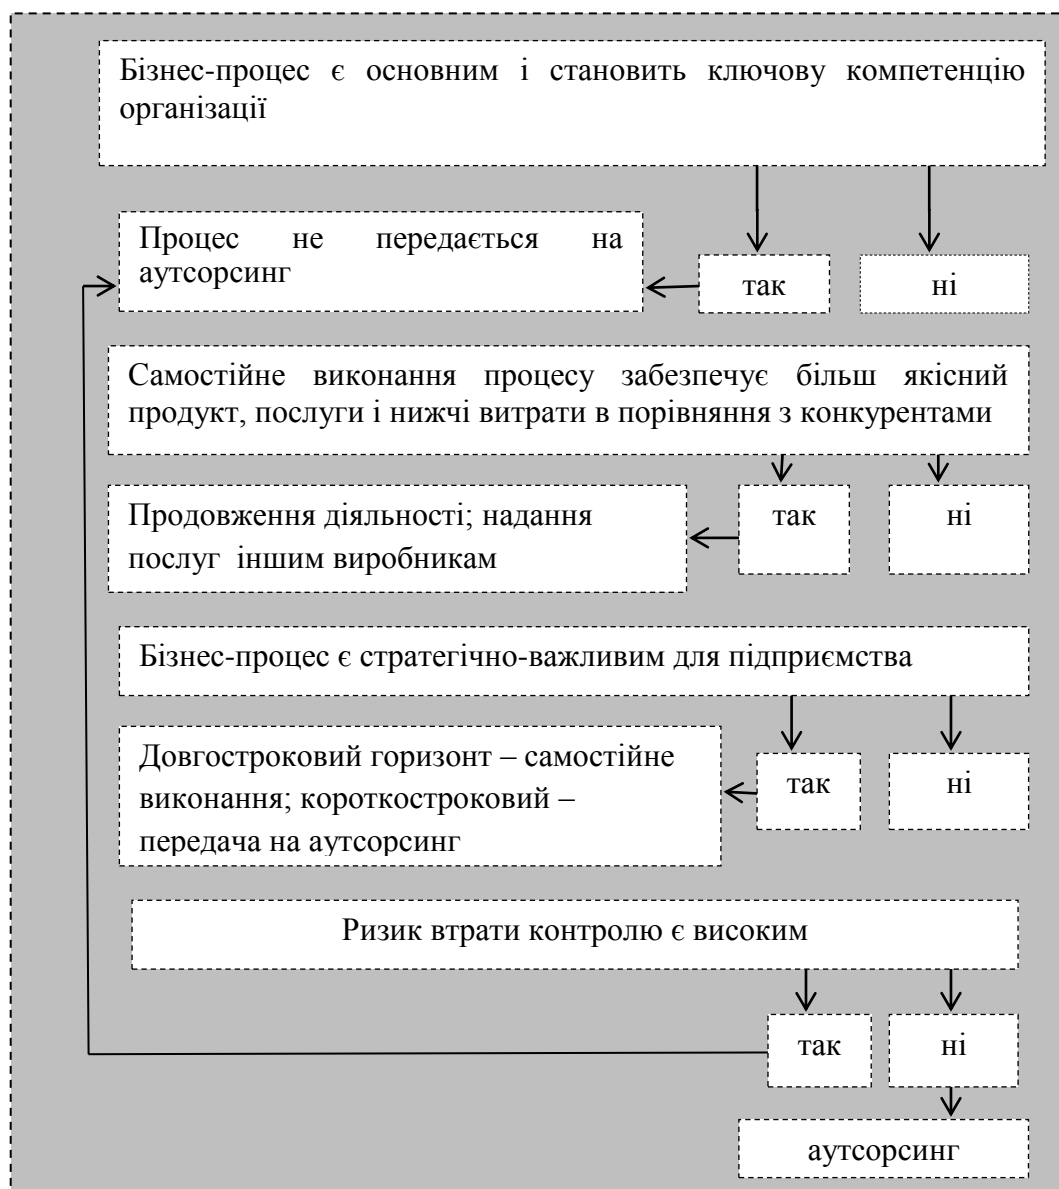 Бізнес-процес є основним і становить ключову компетенцію
організації
Процес не передається на
аутсорсинг
так
ні
Самостійне виконання процесу забезпечує більш якісний
продукт, послуги і нижчі витрати в порівняння з конкурентами
Продовження діяльності; надання
послуг іншим виробникам
так
ні
Бізнес-процес є стратегічно-важливим для підприємства
Довгостроковий горизонт – самостійне
виконання; короткостроковий –
передача на аутсорсинг
так
ні
Ризик втрати контролю є високим
так
ні
аутсорсинг